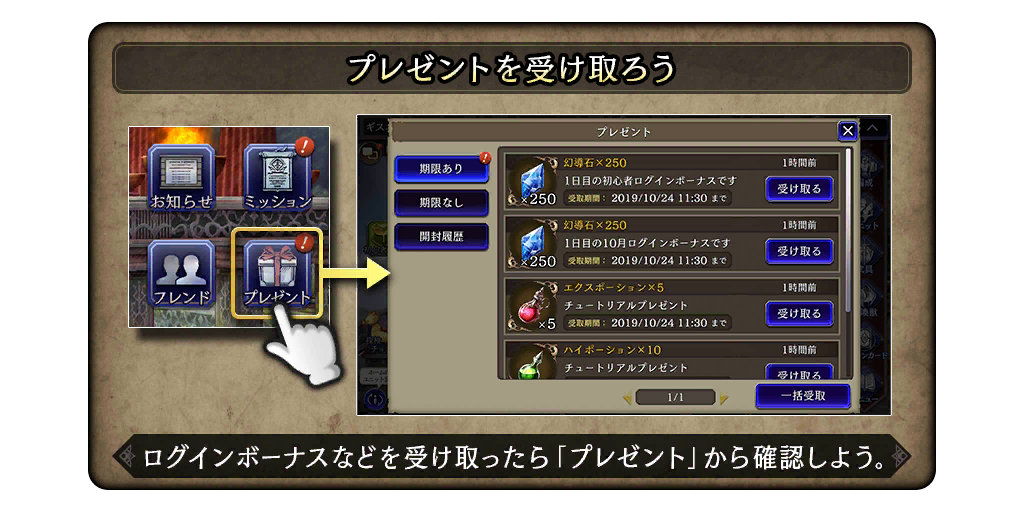 プレゼントを受け取ろう
お知らせ
ミッション
フレンド
プレゼント
プレゼント
期限あり
期限なし
開封履歴
幻導石×250
1時間前
1日目の初心者ログインボーナスです
受取期間： 2019/10/24 11:30 まで
×250
受け取る
幻導石×250
1時間前
1日目の10月ログインボーナスです
受取期間： 2019/10/24 11:30 まで
×250
受け取る
エクスポーション×5
1時間前
チュートリアルプレゼント
受取期間： 2019/10/24 11:30 まで
×5
受け取る
ハイポーション×10
1時間前
チュートリアルプレゼント
受け取る
1/1
一括受取
ログインボーナスなどを受け取ったら「プレゼント」から確認しよう。